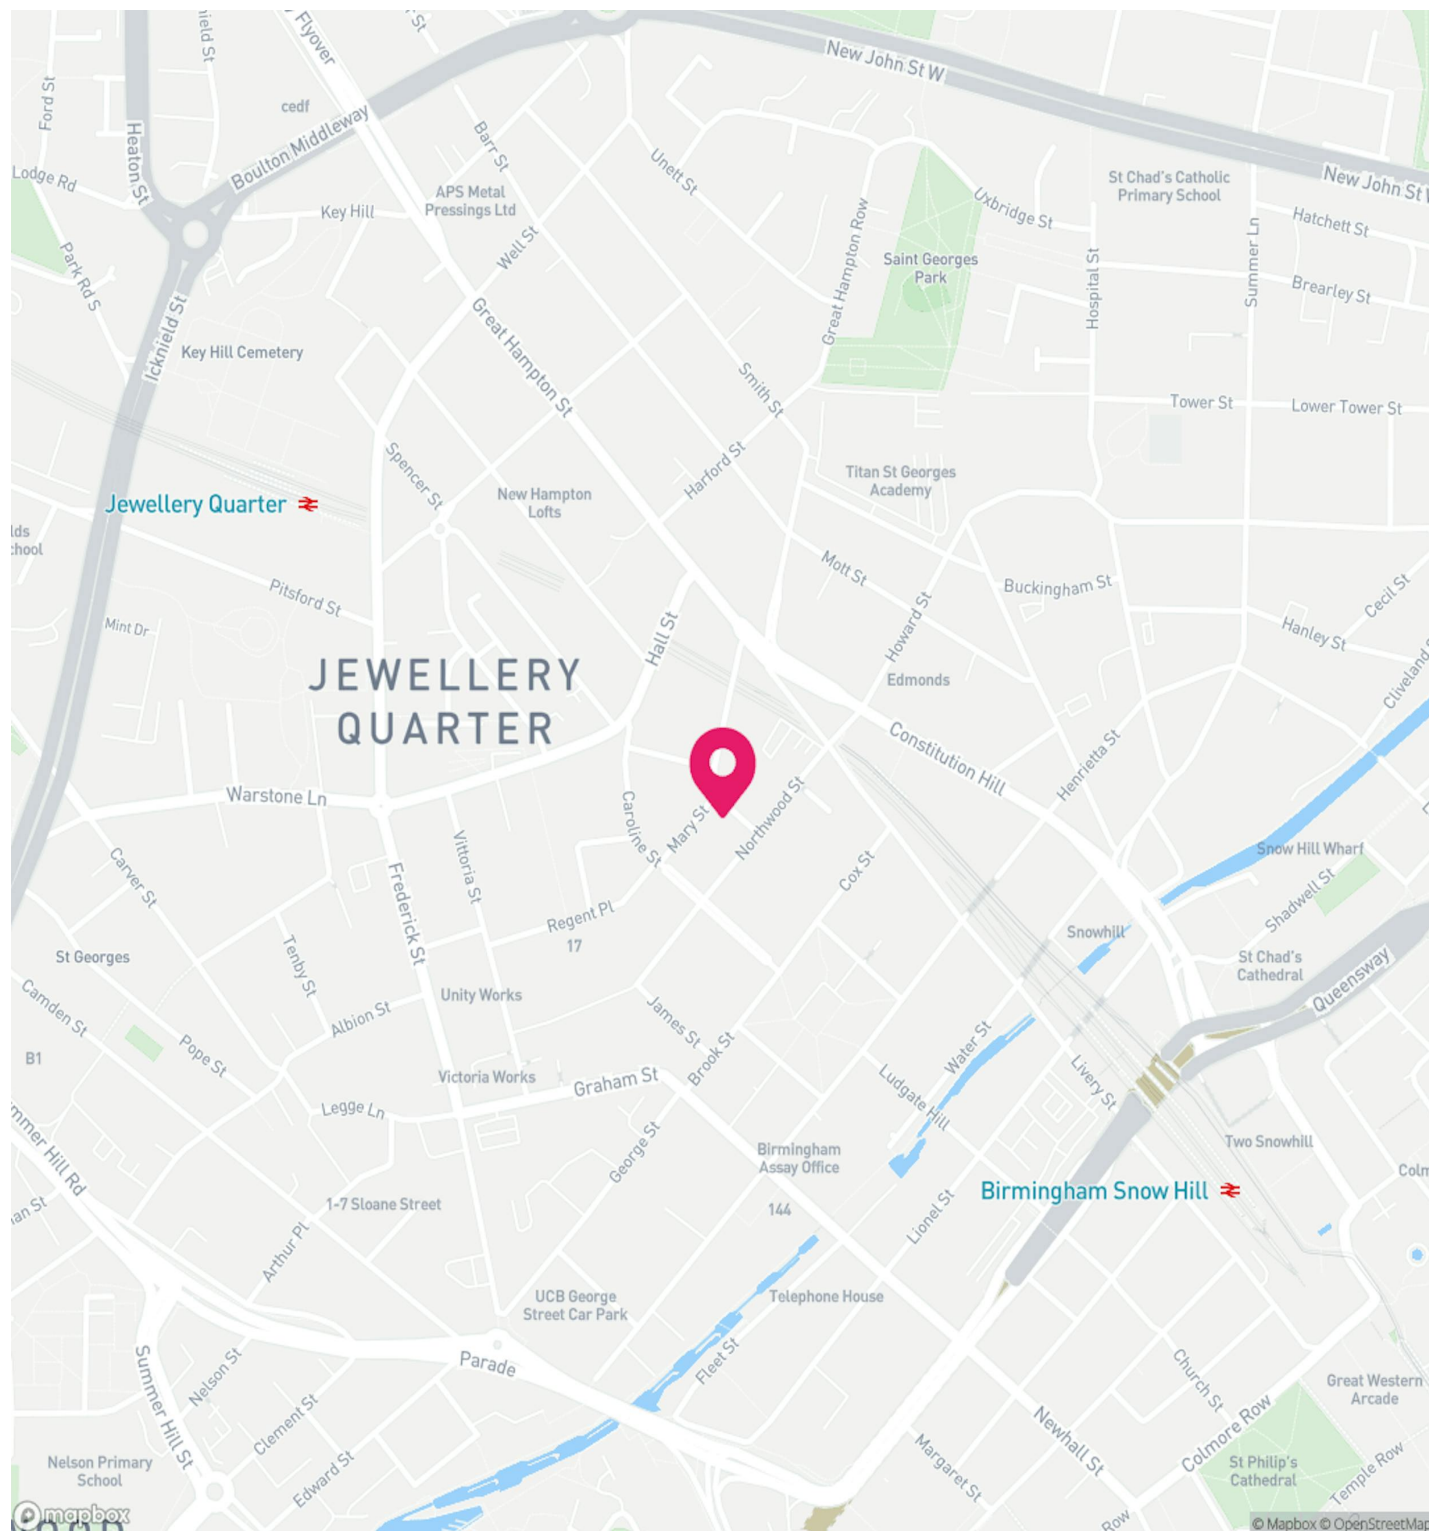 Flyover
New John St W
cedf
Ford St
Heaton St
Boulton Middleway
Barr St
Lodge Rd
Key Hill
APS Metal
Pressings Ltd
Unett St
St Chad's Catholic
Primary School
New John St W
Uxbridge St
Hatchett St
Well St
Park Rd S
Great Hampton Row
Saint Georges
Park
Hospital St
Summer Ln
Brearley St
Icknield St
Key Hill Cemetery
Great Hampton St
Smith St
Tower St
Lower Tower St
Spencer St
Harford St
Titan St Georges
Academy
Jewellery Quarter
New Hampton
Lofts
lds
chool
Mott St
Pitsford St
Buckingham St
Cecil St
Mint Dr
Hall St
Howard St
Hanley St
JEWELLERY
QUARTER
Edmonds
Cleveland
Constitution Hill
Henrietta St
Warstone Ln
Caroline St
Mary St
Northwood St
Vittoria St
Cox St
Snow Hill Wharf
Carver St
Shadwell St
Frederick St
Regent Pl
17
Snowhill
St Georges
Tenby St
St Chad's
Cathedral
Queensway
Camden St
Unity Works
Albion St
James St
Brook St
Water St
B1
Pope St
Victoria Works
Graham St
Ludgate Hill
Livery St
Legge Ln
George St
Birmingham
Assay Office
Two Snowhill
Colm
mmer Hill Rd
Birmingham Snow Hill
1-7 Sloane Street
144
Lionel St
an St
Arthur Pl
UCB George
Street Car Park
Telephone House
Parade
Fleet St
Summer Hill St
Nelson St
Church St
Great Western
Arcade
Clement St
Newhall St
Colmore Row
Nelson Primary
School
Edward St
Margaret St
St Philip's
Cathedral
Temple Row
mapbox
Row
© Mapbox © OpenStreetMap